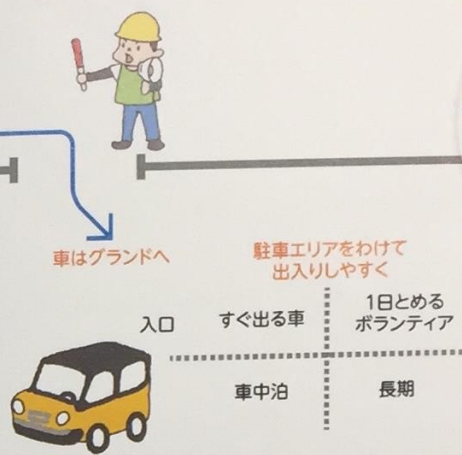 車はグランドへ
駐車エリアをわけて
出入りしやすく
入口
すぐ出る車
1日とめる
ボランティア
車中泊
長期